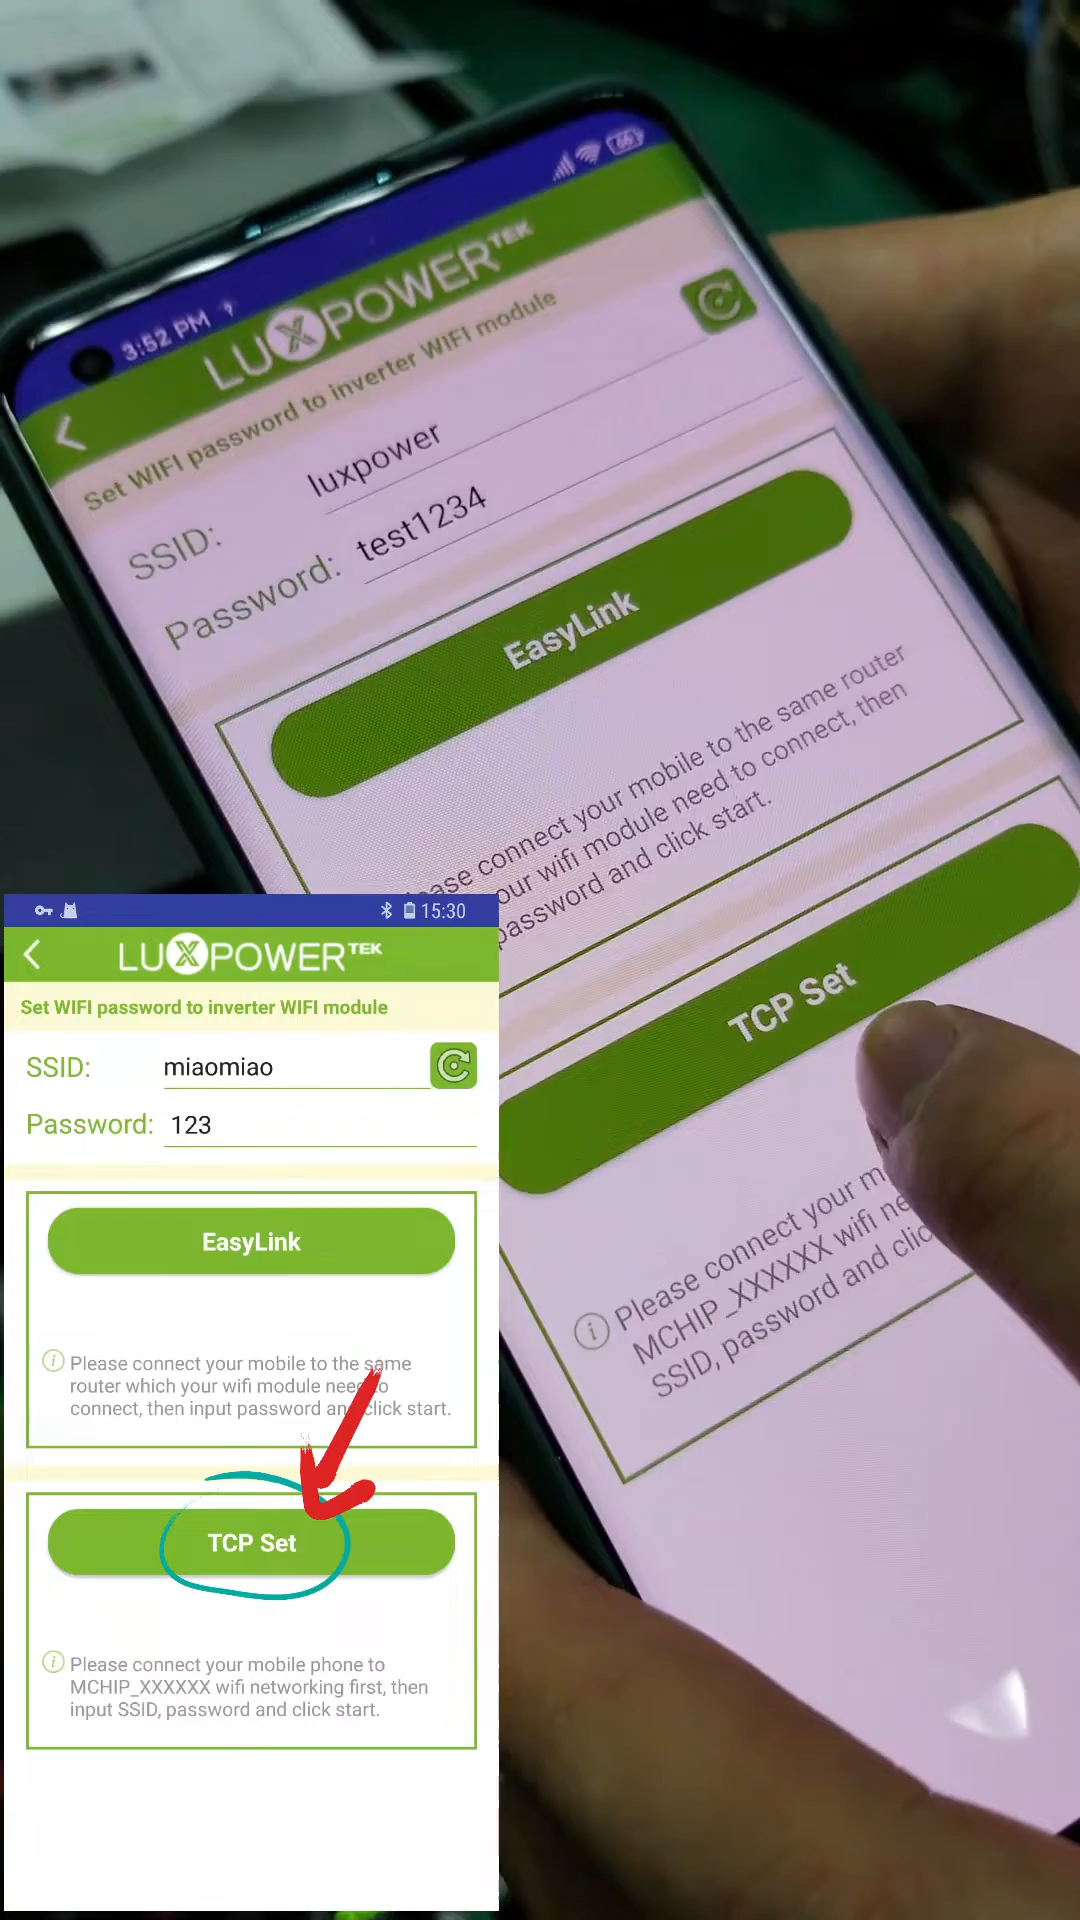 66
3:52 PM
LUXPOWERTEK
Set WIFI password to inverter WIFI module
SSID:
luxpower
Password:
test1234
EasyLink
ease connect your mobile to the same router
our wifi module need to connect, then
password and click start.
TCP Set
Please connect your m
MCHIP_XXXXXX wifi ne
SSID, password and clic
15:30
LUXPOWERTEK
Set WIFI password to inverter WIFI module
SSID:
miaomiao
Password:
123
EasyLink
Please connect your mobile to the same
router which your wifi module need to
connect, then input password and click start.
TCP Set
Please connect your mobile phone to
MCHIP_XXXXXX wifi networking first, then
input SSID, password and click start.